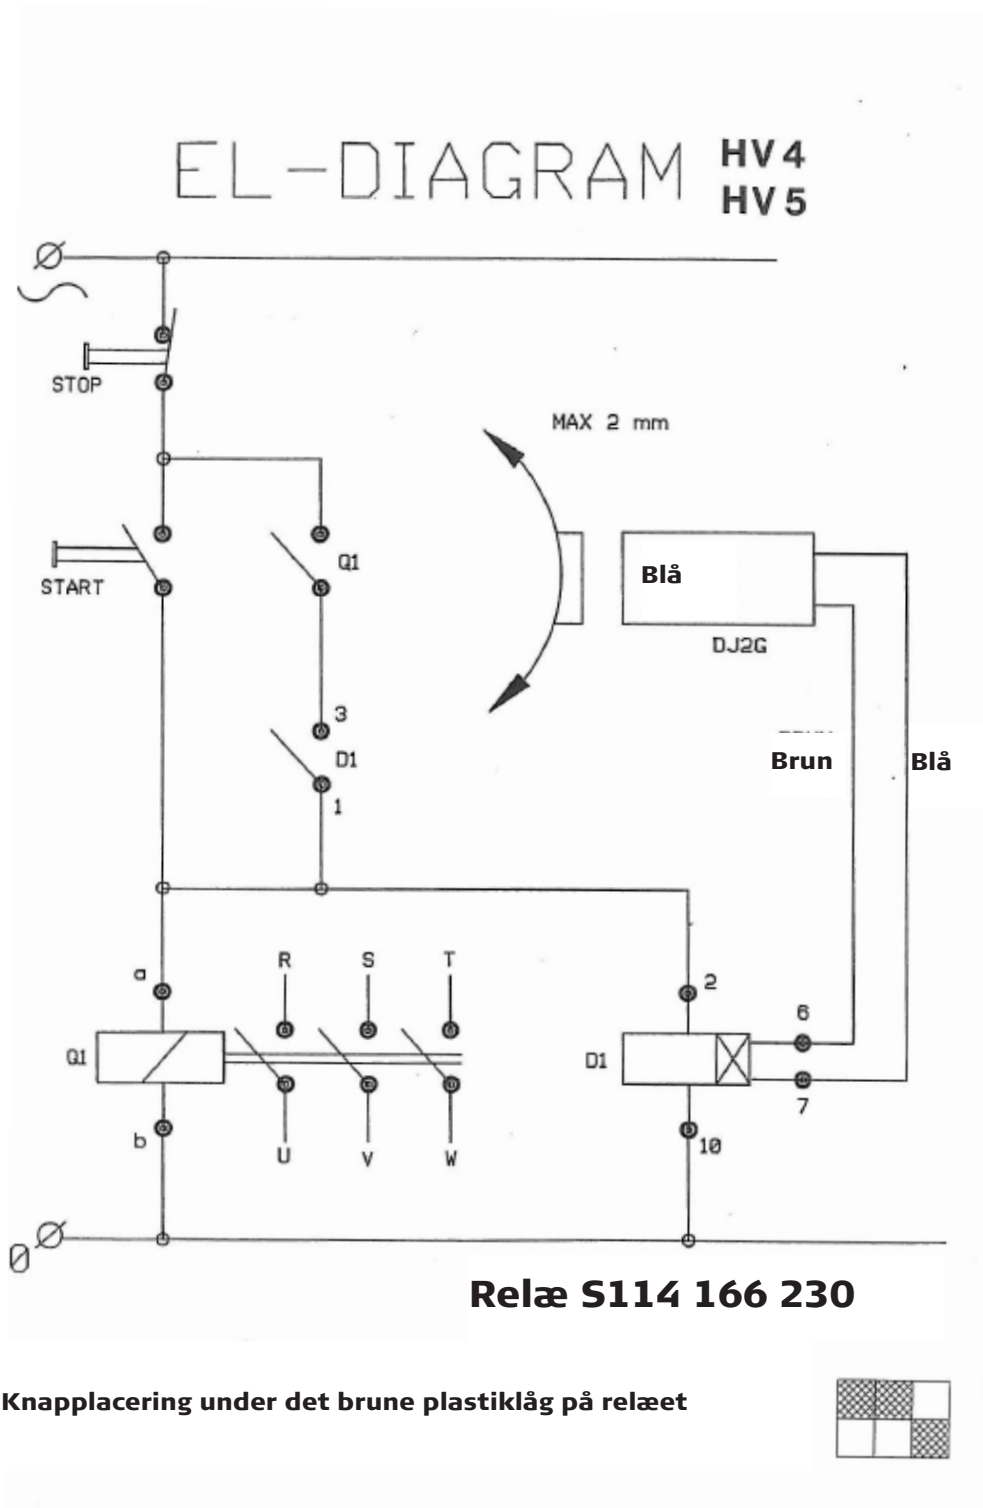 EL-DIAGRAM HV4
HV5
STOP
MAX 2 mm
START
Q1
Blå
DJ2G
3
D1
1
Brun
Blå
a
R S T
2
6
Q1
D1
7
b
U V W
10
0
Relæ S114 166 230
Knapplacering under det brune plastiklåg på relæet